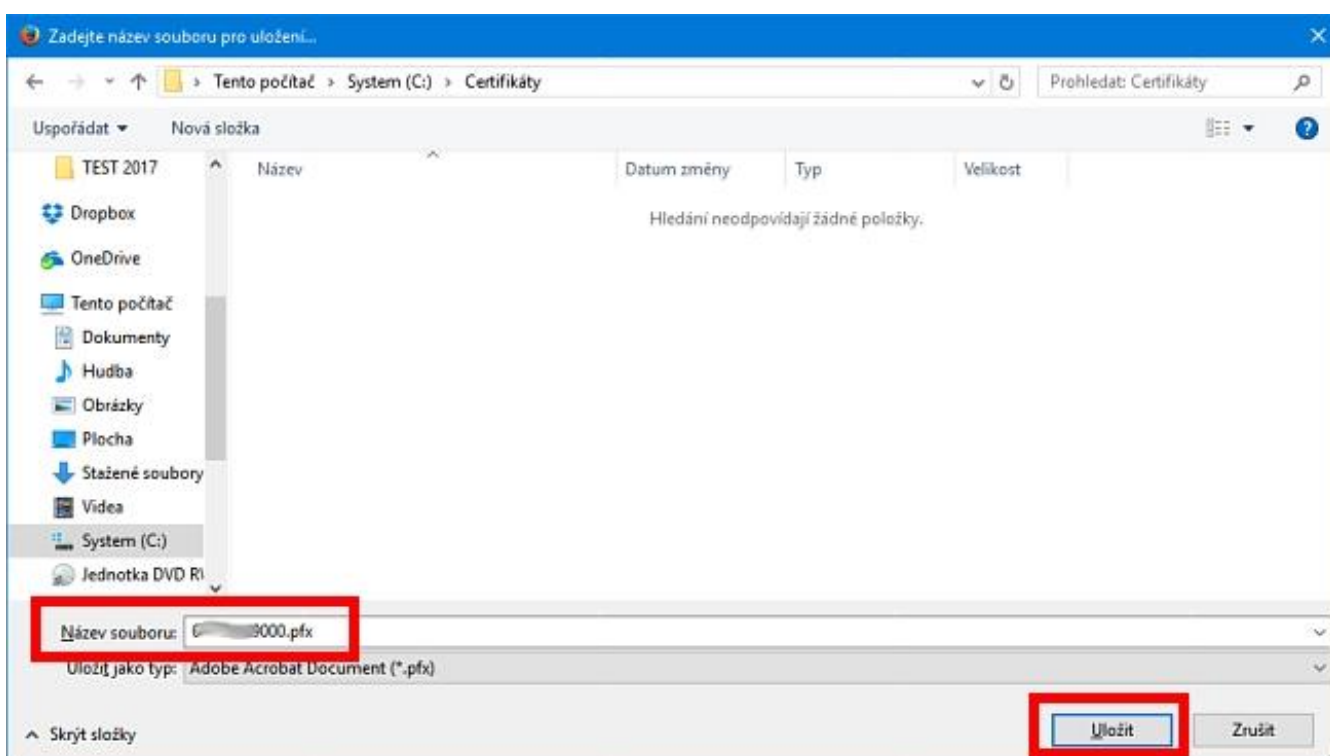 Zadejte název souboru pro uložení...
Tento počítač > System (C:) > Certifikáty
Prohledat: Certifikáty
Uspořádat
Nová složka
?
TEST 2017
Název
Datum změny
Typ
Velikost
Hledání neodpovídají žádné položky.
Dropbox
OneDrive
Tento počítač
Dokumenty
Hudba
Obrázky
Plocha
Stažené soubory
Videa
System (C:)
Jednotka DVD
Název souboru: 9000.pfx
Uložit jako typ: Adobe Acrobat Document (*.pfx)
Skrýt složky
Uložit
Zrušit